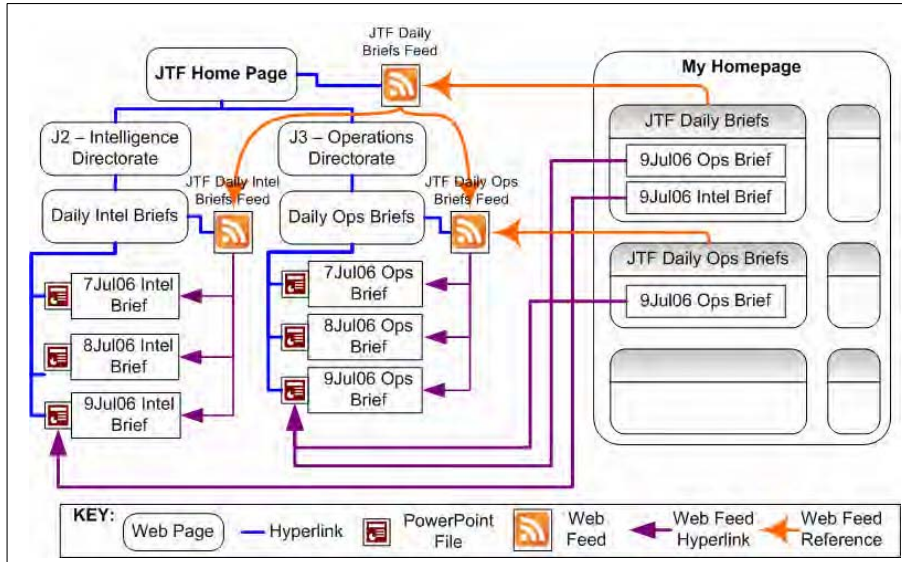 JTF Daily
Briefs Feed
JTF Home Page
My Homepage
J2 – Intelligence
Directorate
J3 – Operations
Directorate
JTF Daily Briefs
9Jul06 Ops Brief
9Jul06 Intel Brief
JTF Daily Intel
Briefs Feed
JTF Daily Ops
Briefs Feed
Daily Intel Briefs
Daily Ops Briefs
JTF Daily Ops Briefs
9Jul06 Ops Brief
7Jul06 Intel
Brief
8Jul06 Intel
Brief
9Jul06 Intel
Brief
7Jul06 Ops
Brief
8Jul06 Ops
Brief
9Jul06 Ops
Brief
KEY:
Web Page
Hyperlink
PowerPoint
File
Web
Feed
Web Feed
Hyperlink
Web Feed
Reference